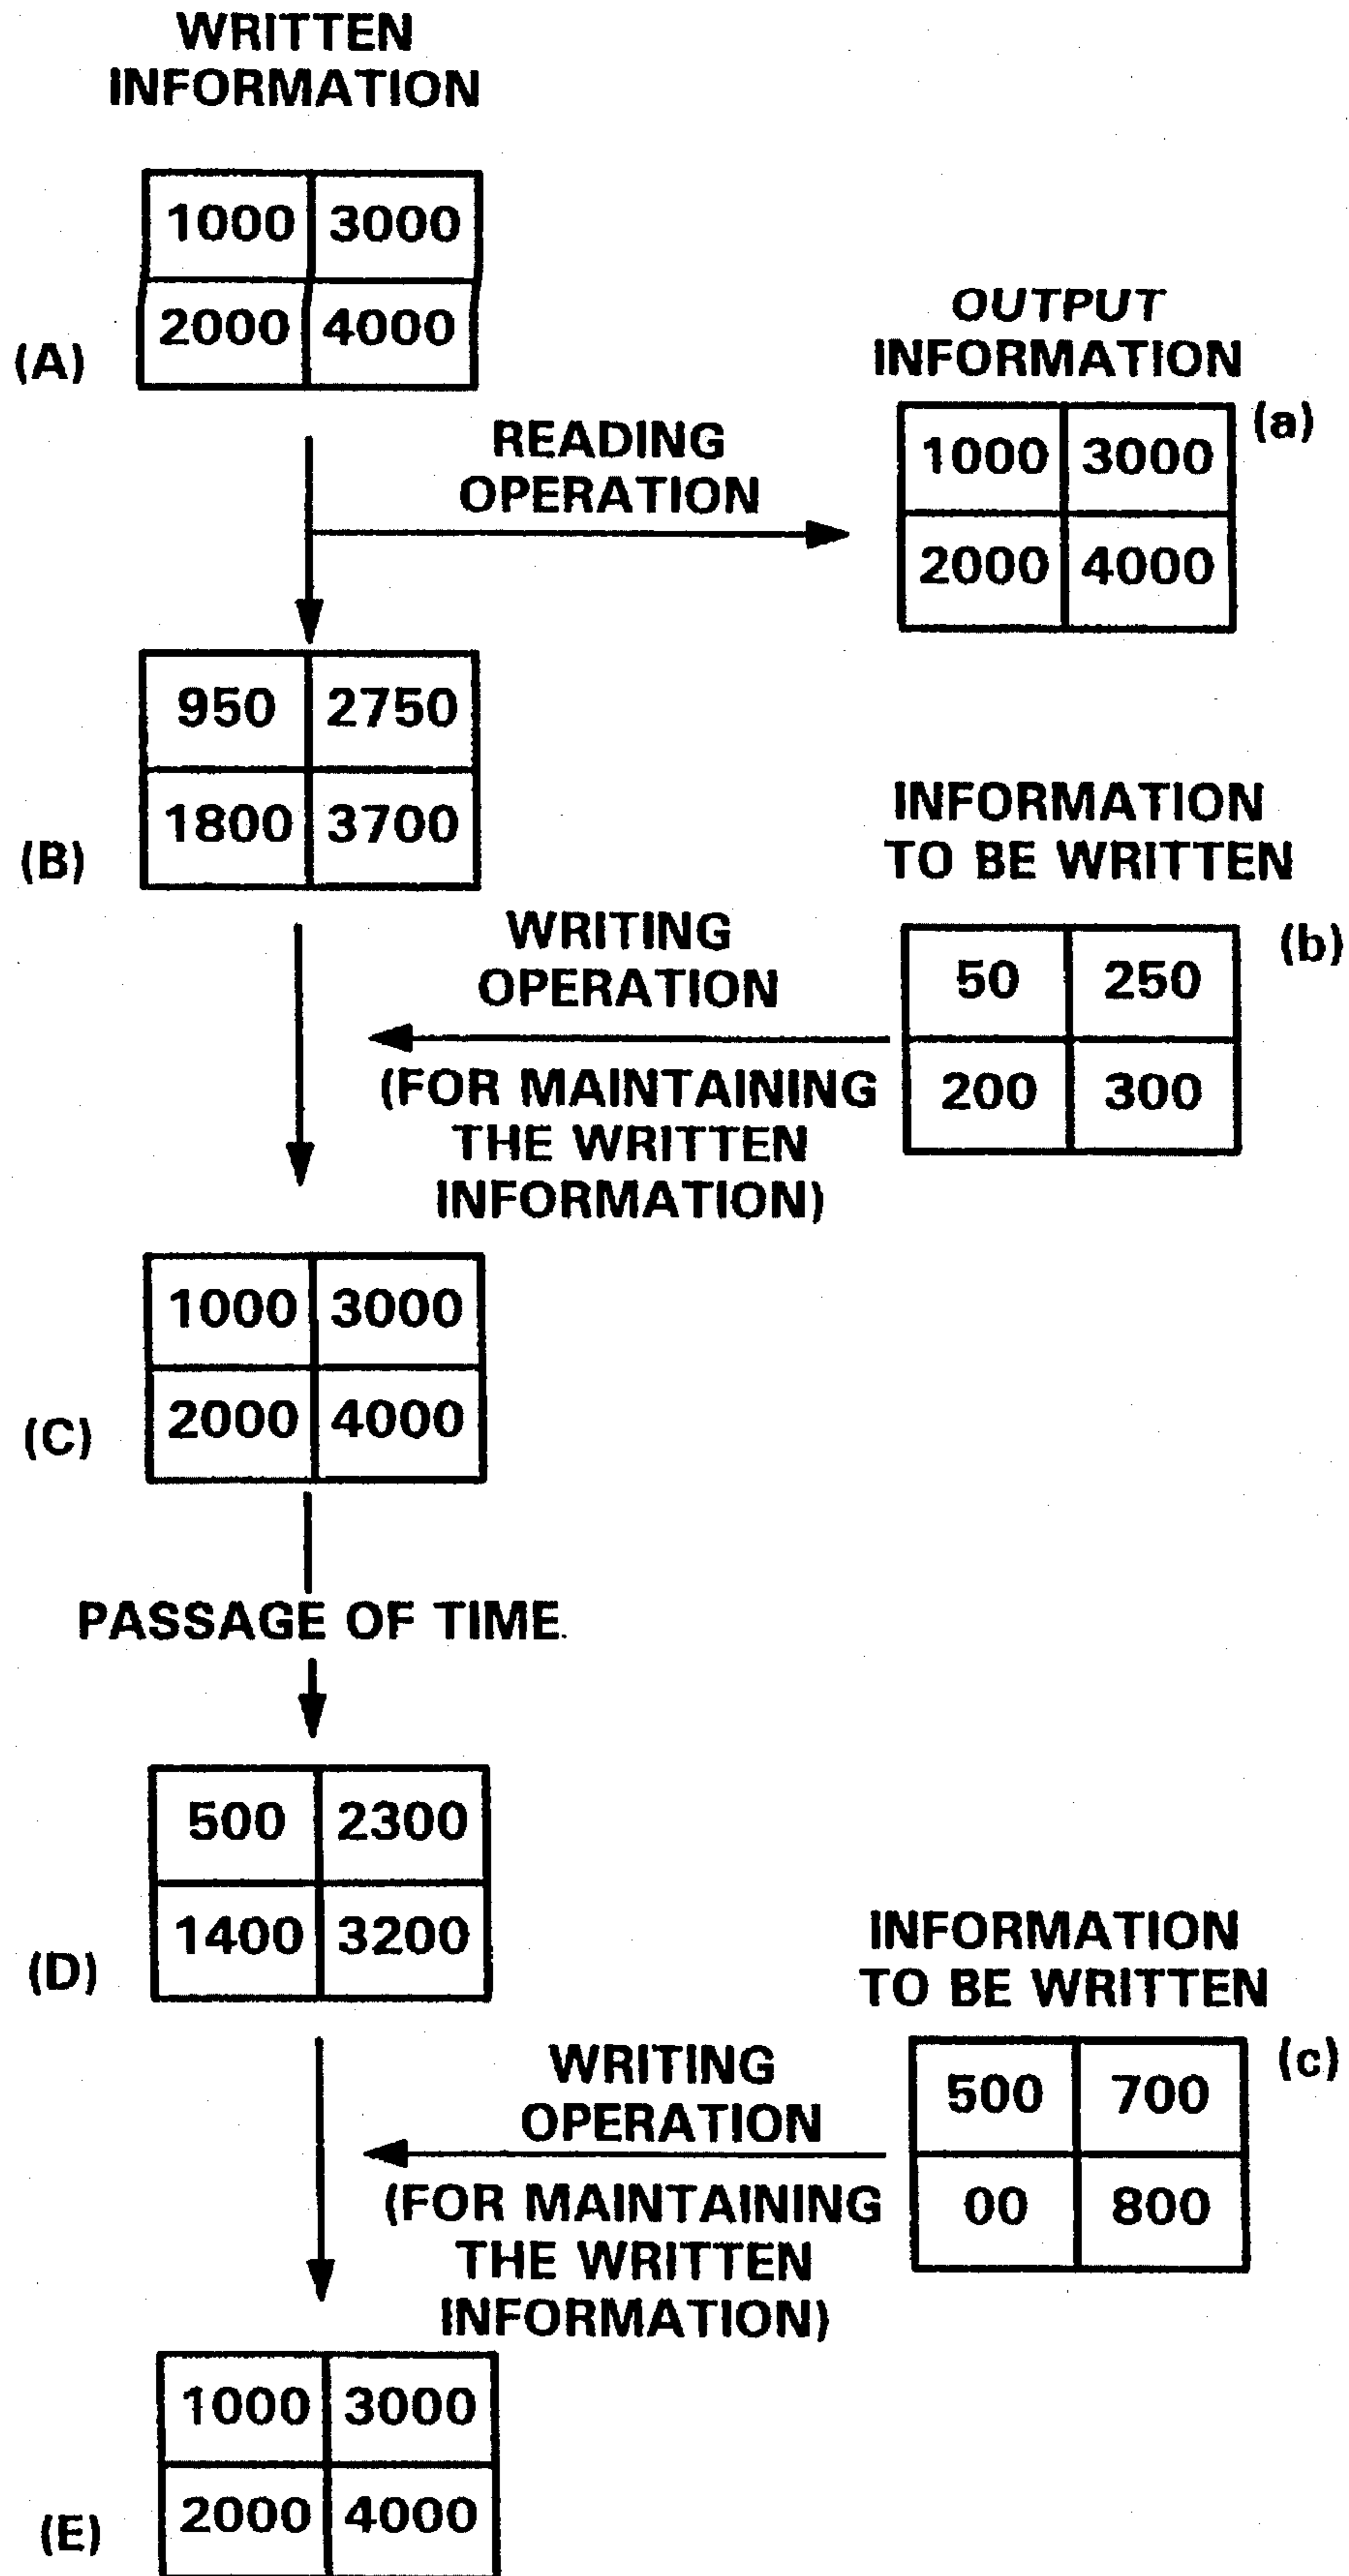 WRITTEN
INFORMATION
1000 3000
2000 4000
(A)
OUTPUT
INFORMATION
(a)
1000 3000
2000 4000
READING
OPERATION
950 2750
1800 3700
(B)
INFORMATION
TO BE WRITTEN
(b)
50 250
200 300
WRITING
OPERATION
(FOR MAINTAINING
THE WRITTEN
INFORMATION)
1000 3000
2000 4000
(C)
PASSAGE OF TIME
500 2300
1400 3200
(D)
INFORMATION
TO BE WRITTEN
(c)
500 700
00 800
WRITING
OPERATION
(FOR MAINTAINING
THE WRITTEN
INFORMATION)
1000 3000
2000 4000
(E)